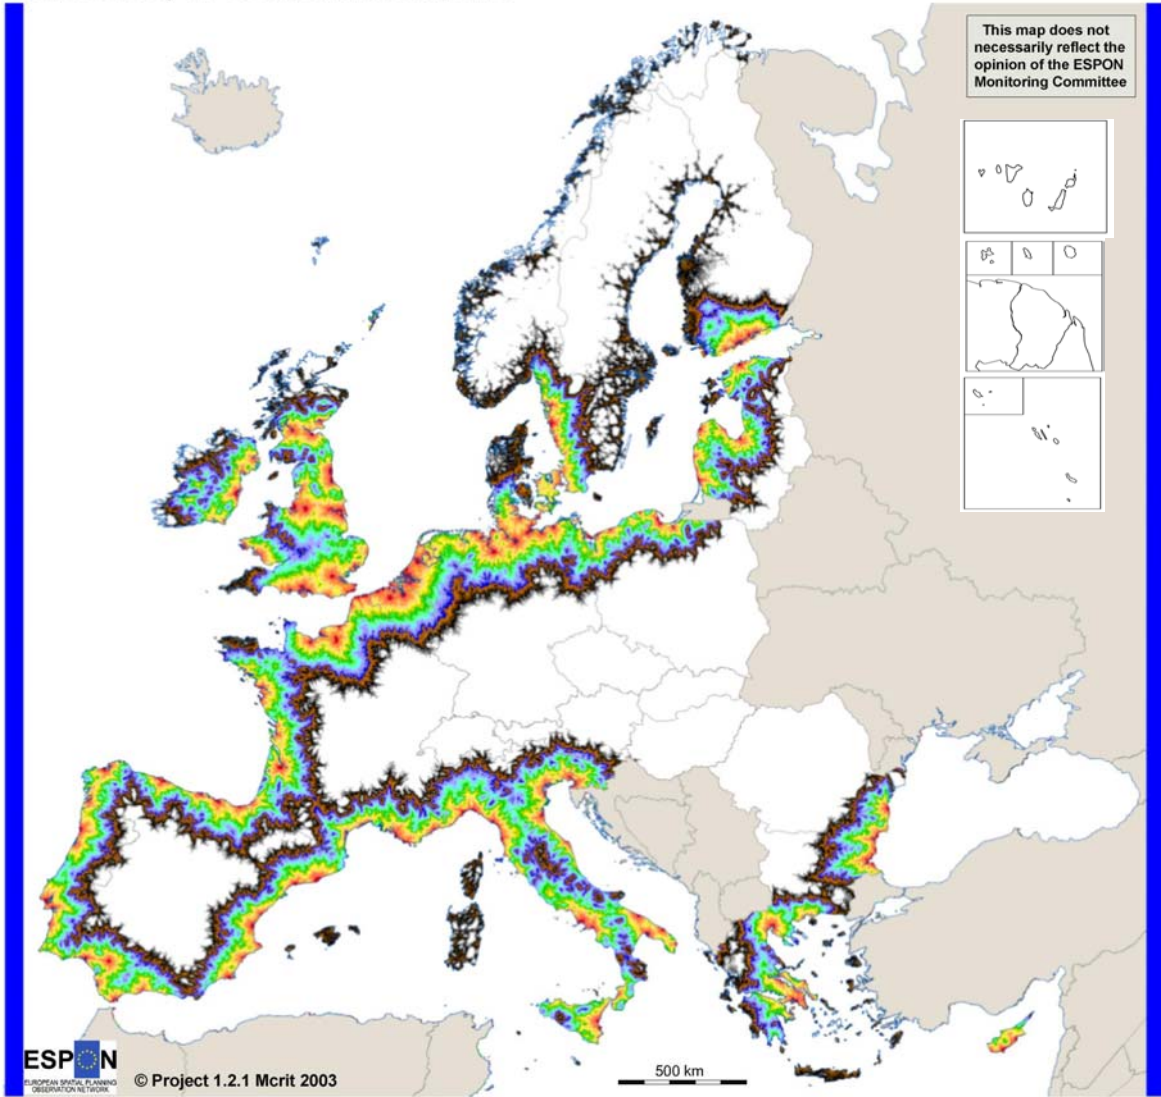 This map does not
necessarily reflect the
opinion of the ESPON
Monitoring Committee
500 km
ESPON
EUROPEAN SPATIAL PLANNING
OBSERVATION NETWORK
© Project 1.2.1 Mcrit 2003